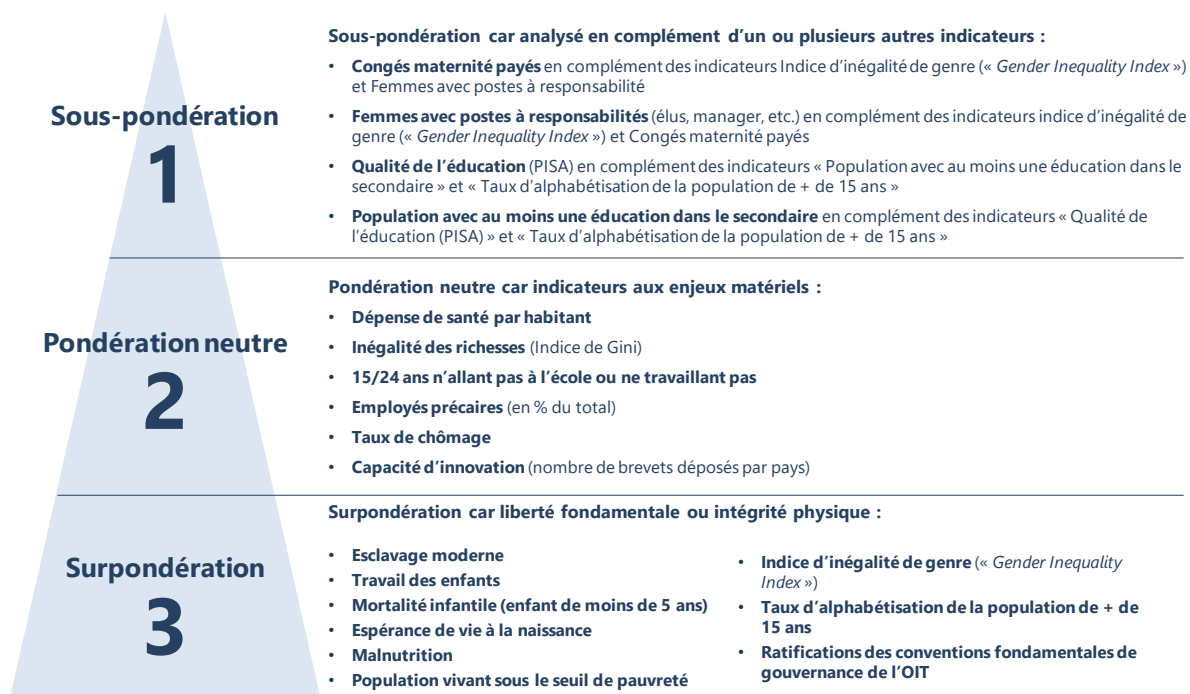 Sous-pondération car analysé en complément d’un ou plusieurs autres indicateurs :
• Congés maternité payés en complément des indicateurs Indice d’inégalité de genre (« Gender Inequality Index »)
et Femmes avec postes à responsabilité
Sous-pondération
1
• Femmes avec postes à responsabilités (élus, manager, etc.) en complément des indicateurs indice d’inégalité de
genre (« Gender Inequality Index ») et Congés maternité payés
• Qualité de l’éducation (PISA) en complément des indicateurs « Population avec au moins une éducation dans le
secondaire » et « Taux d’alphabétisation de la population de + de 15 ans »
• Population avec au moins une éducation dans le secondaire en complément des indicateurs « Qualité de
l’éducation (PISA) » et « Taux d’alphabétisation de la population de + de 15 ans »
Pondération neutre car indicateurs aux enjeux matériels :
Pondération neutre
2
• Dépense de santé par habitant
• Inégalité des richesses (Indice de Gini)
• 15/24 ans n’allant pas à l’école ou ne travaillant pas
• Employés précaires (en % du total)
• Taux de chômage
• Capacité d’innovation (nombre de brevets déposés par pays)
Surpondération car liberté fondamentale ou intégrité physique :
Surpondération
3
• Esclavage moderne
• Travail des enfants
• Mortalité infantile (enfant de moins de 5 ans)
• Espérance de vie à la naissance
• Malnutrition
• Population vivant sous le seuil de pauvreté
• Indice d’inégalité de genre (« Gender Inequality
Index »)
• Taux d’alphabétisation de la population de + de
15 ans
• Ratifications des conventions fondamentales de
gouvernance de l’OIT